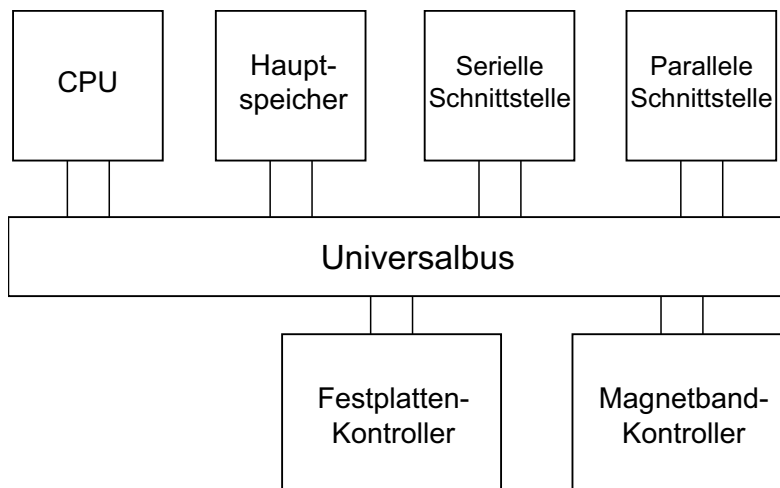 CPU
Haupt-
speicher
Serielle
Schnittstelle
Parallele
Schnittstelle
Universalbus
Festplatten-
Kontroller
Magnetband-
Kontroller